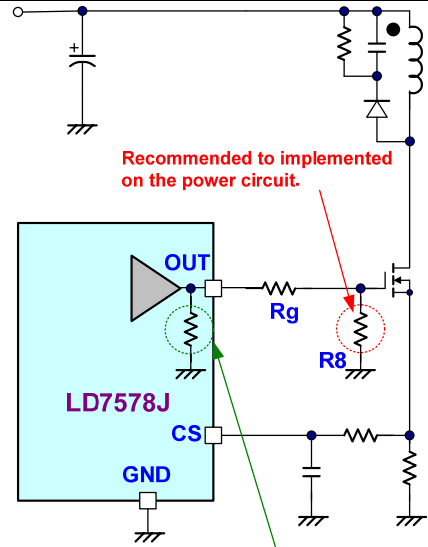 +
Recommended to implemented
on the power circuit.
OUT
Rg
R8
LD7578J
CS
GND